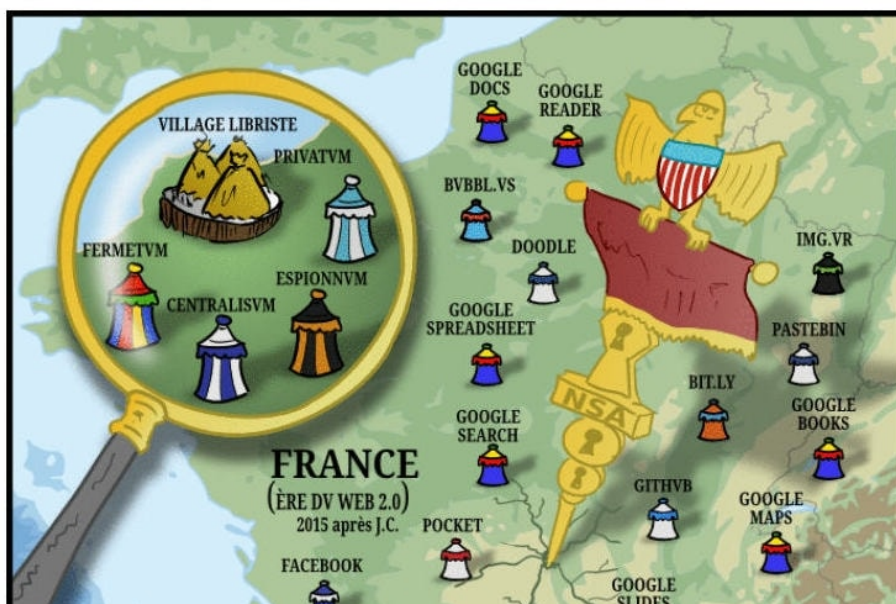 GOOGLE
DOCS
GOOGLE
READER
VILLAGE LIBRISTE
PRIVATVM
BVBBL.VS
FERMETVM
DOODLE
IMG.VR
ESPIONNVM
CENTRALISVM
GOOGLE
SPREADSHEET
PASTEBIN
BIT.LY
NSA
GOOGLE
BOOKS
GOOGLE
SEARCH
FRANCE
(ÈRE DV WEB 2.0)
2015 après J.C.
GITHVB
GOOGLE
MAPS
POCKET
FACEBOOK
GOOGLE
SLIDES